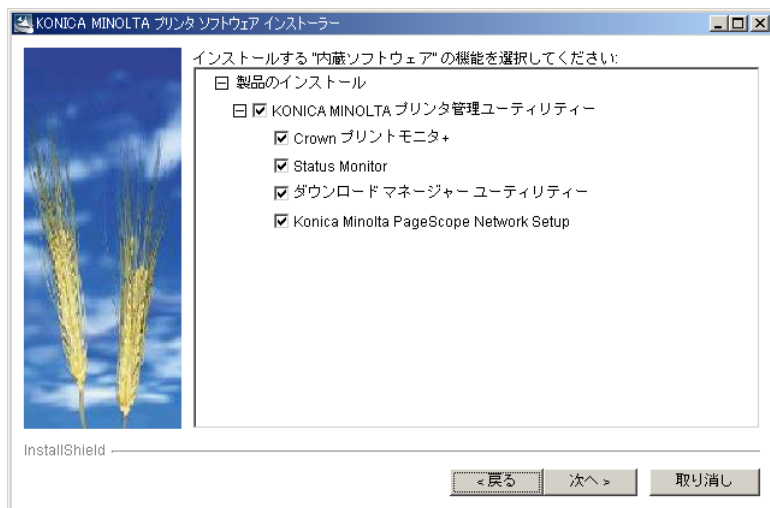 KONICA MINOLTA プリンタ ソフトウェア インストーラー
インストールする "内蔵ソフトウェア" の機能を選択してください:
製品のインストール
KONICA MINOLTA プリンタ管理ユーティリティー
Crown プリントモニタ+
Status Monitor
ダウンロード マネージャー ユーティリティー
Konica Minolta PageScope Network Setup
InstallShield
< 戻る 次へ > 取り消し